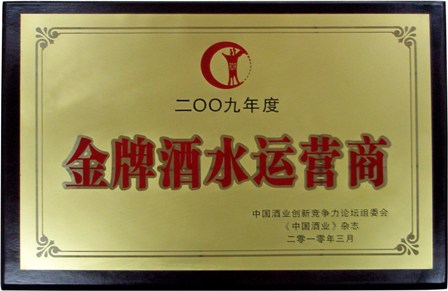 二〇〇九年度
金牌酒水运营商
中国酒业创新竞争力论坛组委会
《中国酒业》杂志
二零一零年三月